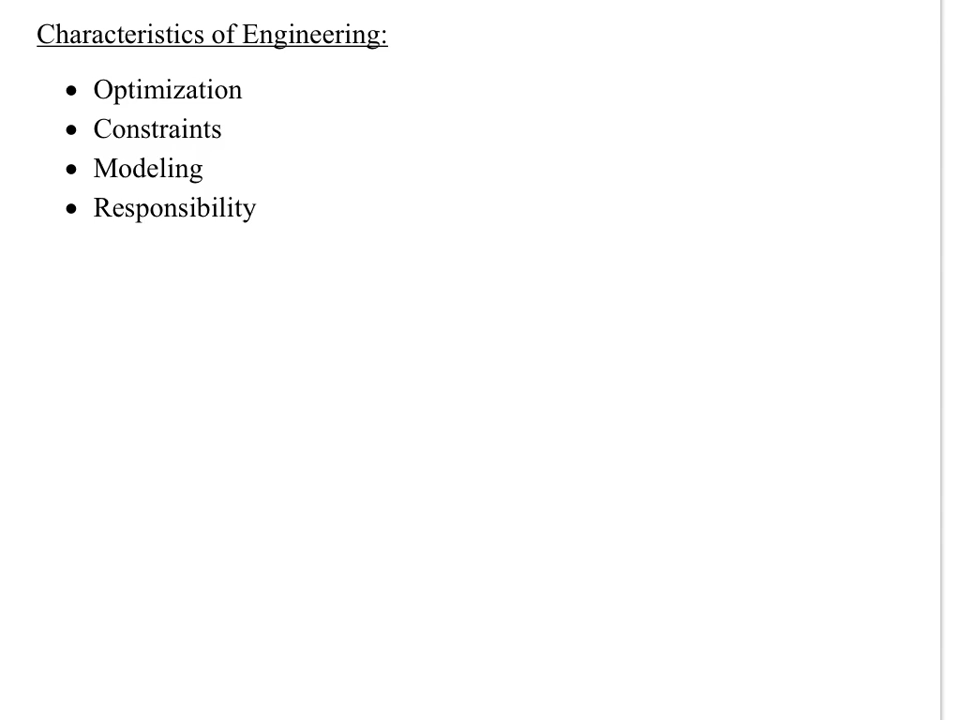 Characteristics of Engineering:
• Optimization
• Constraints
• Modeling
• Responsibility